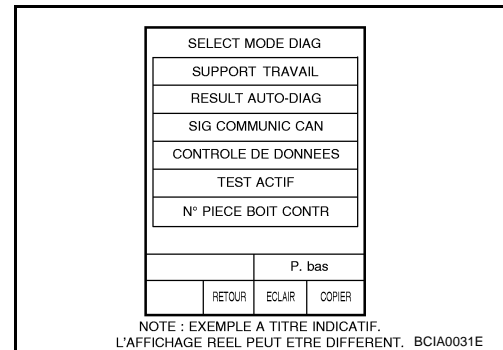 SELECT MODE DIAG
SUPPORT TRAVAIL
RESULT AUTO-DIAG
SIG COMMUNIC CAN
CONTROLE DE DONNEES
TEST ACTIF
N° PIECE BOIT CONTR
P. bas
RETOUR ECLAIR COPIER
NOTE : EXEMPLE A TITRE INDICATIF.
L'AFFICHAGE REEL PEUT ETRE DIFFERENT. BCIA0031E